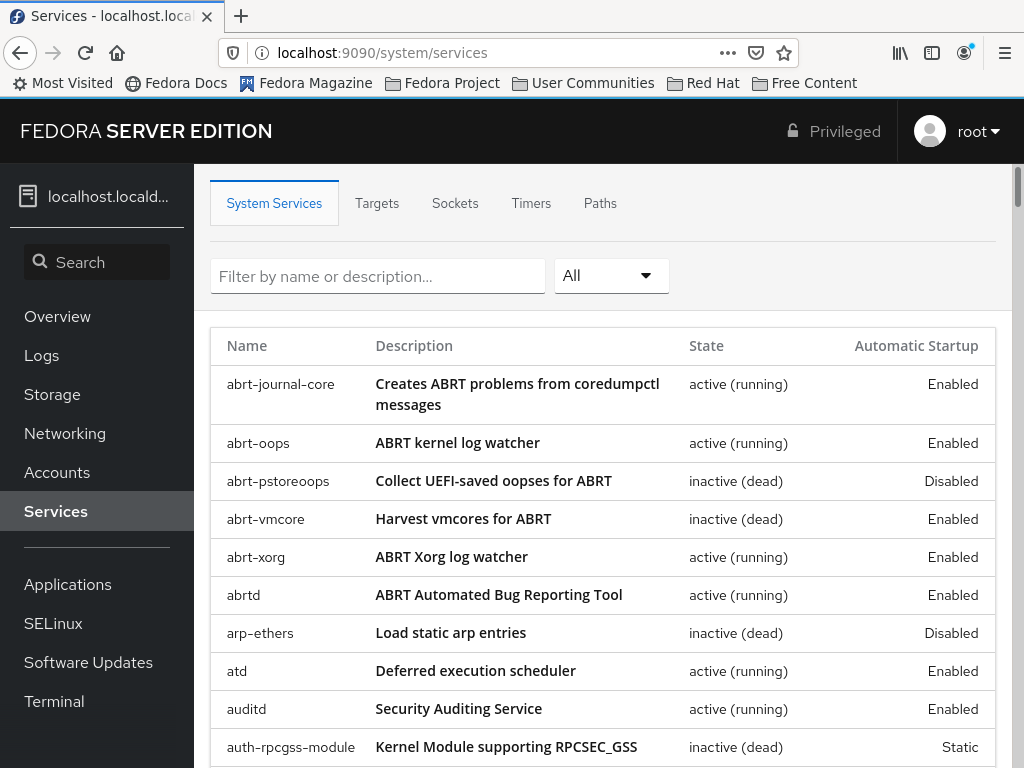 Services - localhost.loca
localhost:9090/system/services
Most Visited Fedora Docs Fedora Magazine Fedora Project User Communities Red Hat Free Content
FEDORA SERVER EDITION Privileged root
localhost.locald...
Search
Overview
Logs
Storage
Networking
Accounts
Services
Applications
SELinux
Software Updates
Terminal
System Services Targets Sockets Timers Paths
Filter by name or description... All
Name Description State Automatic Startup
abrt-journal-core Creates ABRT problems from coredumpctl active (running) Enabled
messages
abrt-oops ABRT kernel log watcher active (running) Enabled
abrt-pstoreoops Collect UEFI-saved oopses for ABRT inactive (dead) Disabled
abrt-vmcore Harvest vmcores for ABRT inactive (dead) Enabled
abrt-xorg ABRT Xorg log watcher active (running) Enabled
abrtd ABRT Automated Bug Reporting Tool active (running) Enabled
arp-ethers Load static arp entries inactive (dead) Disabled
atd Deferred execution scheduler active (running) Enabled
auditd Security Auditing Service active (running) Enabled
auth-rpcgss-module Kernel Module supporting RPCSEC_GSS inactive (dead) Static